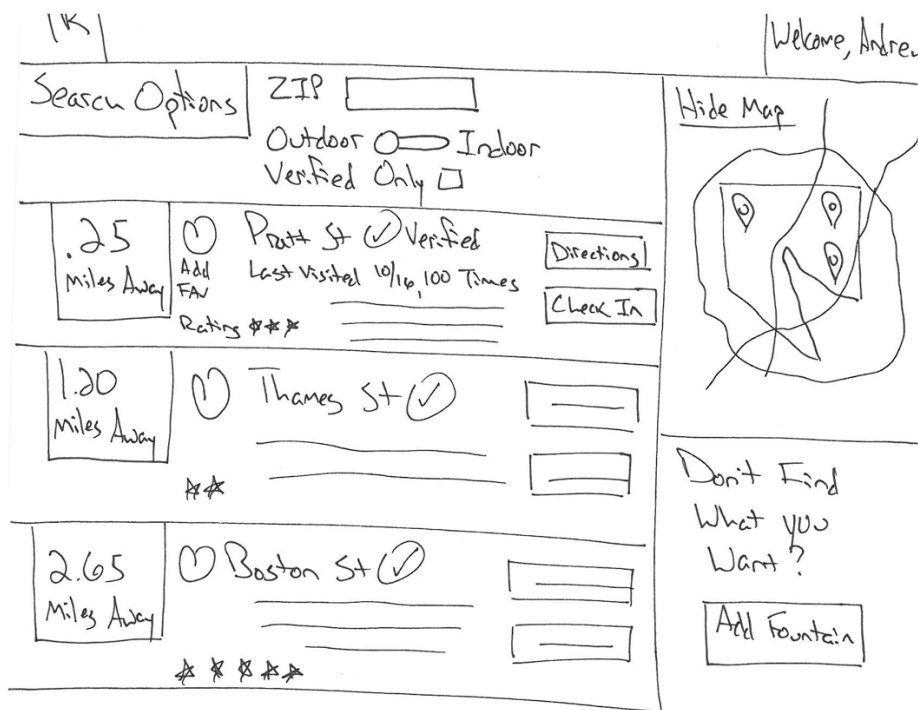 Welcome, Andrew
Search Options
ZIP
Outdoor Indoor
Verified Only
Hide Map
.25
Miles Away
Add
FAV
Pratt St Verified
Last Visited 10/16, 100 Times
Rating
Directions
Check In
1.20
Miles Away
Thames St
2.65
Miles Away
Boston St
Don't Find
What you
Want?
Add Fountain